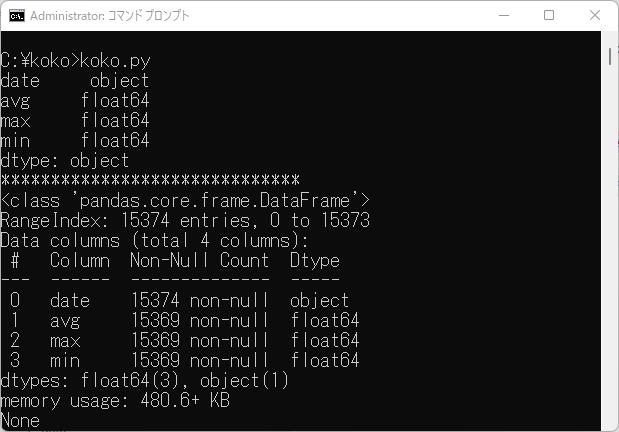 Administrator: コマンド プロンプト
C:¥koko>koko.py
date     object
avg     float64
max     float64
min     float64
dtype: object
******************************
<class 'pandas.core.frame.DataFrame'>
RangeIndex: 15374 entries, 0 to 15373
Data columns (total 4 columns):
 #   Column  Non-Null Count  Dtype
---  ------  --------------  -----
 0   date    15374 non-null  object
 1   avg     15369 non-null  float64
 2   max     15369 non-null  float64
 3   min     15369 non-null  float64
dtypes: float64(3), object(1)
memory usage: 480.6+ KB
None